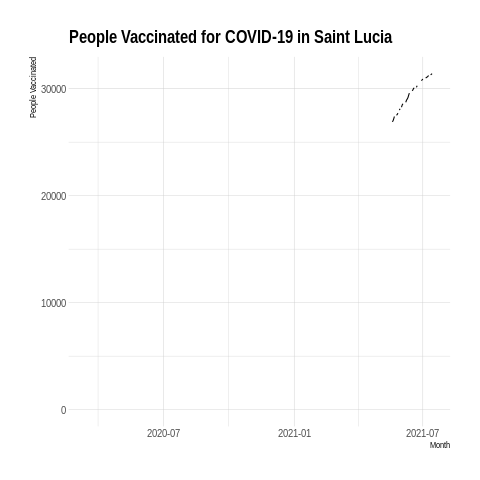 People Vaccinated for COVID-19 in Saint Lucia
People Vaccinated
30000
20000
10000
0
2020-07
2021-01
2021-07
Month